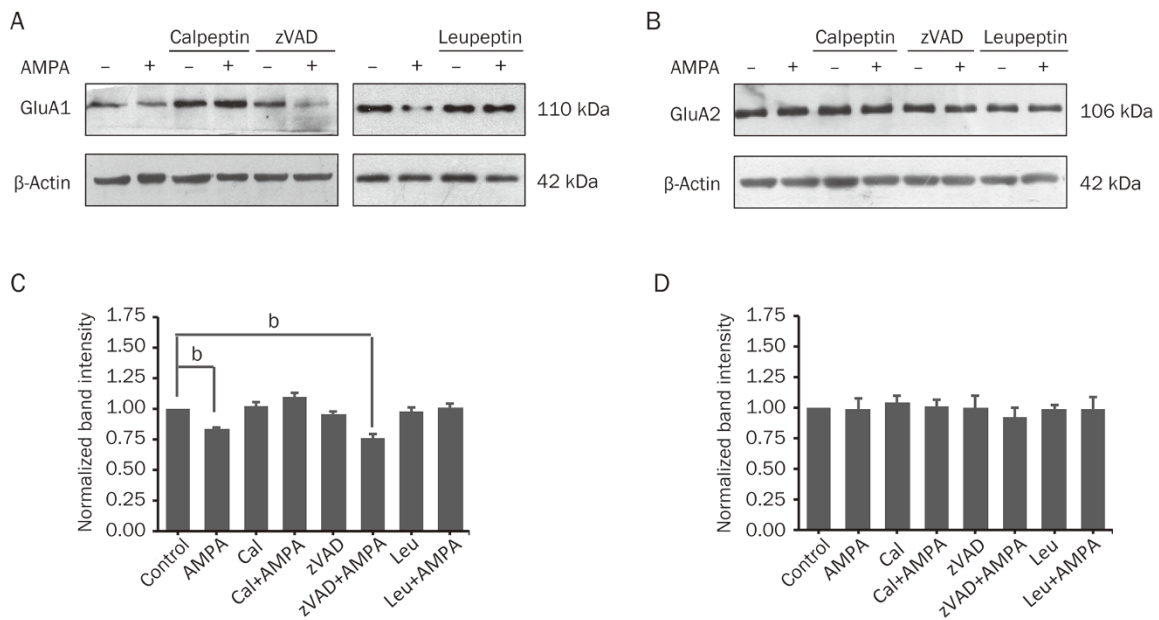 A
Calpeptin zVAD Leupeptin
AMPA – + – + – + – + – +
GluA1 110 kDa
β-Actin 42 kDa
B
Calpeptin zVAD Leupeptin
AMPA – + – + – + – +
GluA2 106 kDa
β-Actin 42 kDa
C
Normalized band intensity
1.75
1.50
1.25
1.00
0.75
0.50
0.25
0.00
b
b
Control AMPA Cal Cal+AMPA zVAD zVAD+AMPA Leu Leu+AMPA
D
Normalized band intensity
1.75
1.50
1.25
1.00
0.75
0.50
0.25
0.00
Control AMPA Cal Cal+AMPA zVAD zVAD+AMPA Leu Leu+AMPA